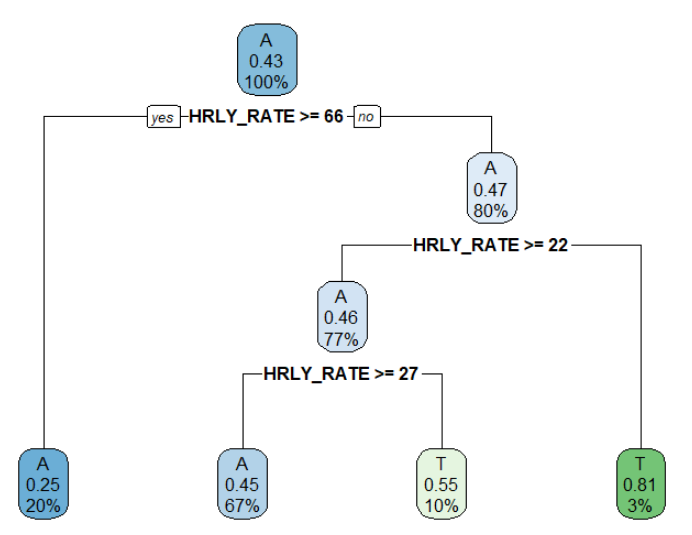 A
0.43
100%
yes HRLY_RATE >= 66 no
A
0.47
80%
HRLY_RATE >= 22
A
0.46
77%
HRLY_RATE >= 27
A
0.25
20%
A
0.45
67%
T
0.55
10%
T
0.81
3%